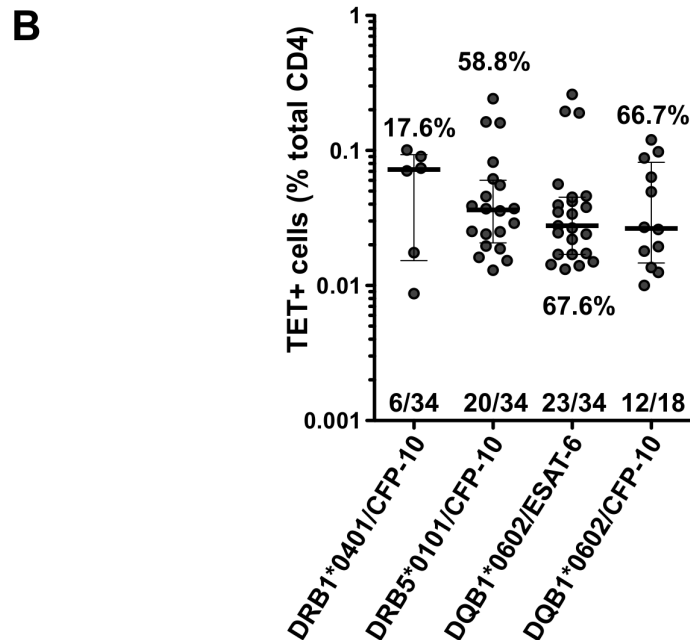 B
TET+ cells (% total CD4)
1
0.1
0.01
0.001
17.6%
58.8%
67.6%
66.7%
6/34
20/34
23/34
12/18
DRB1*0401/CFP-10
DRB5*0101/CFP-10
DQB1*0602/ESAT-6
DQB1*0602/CFP-10